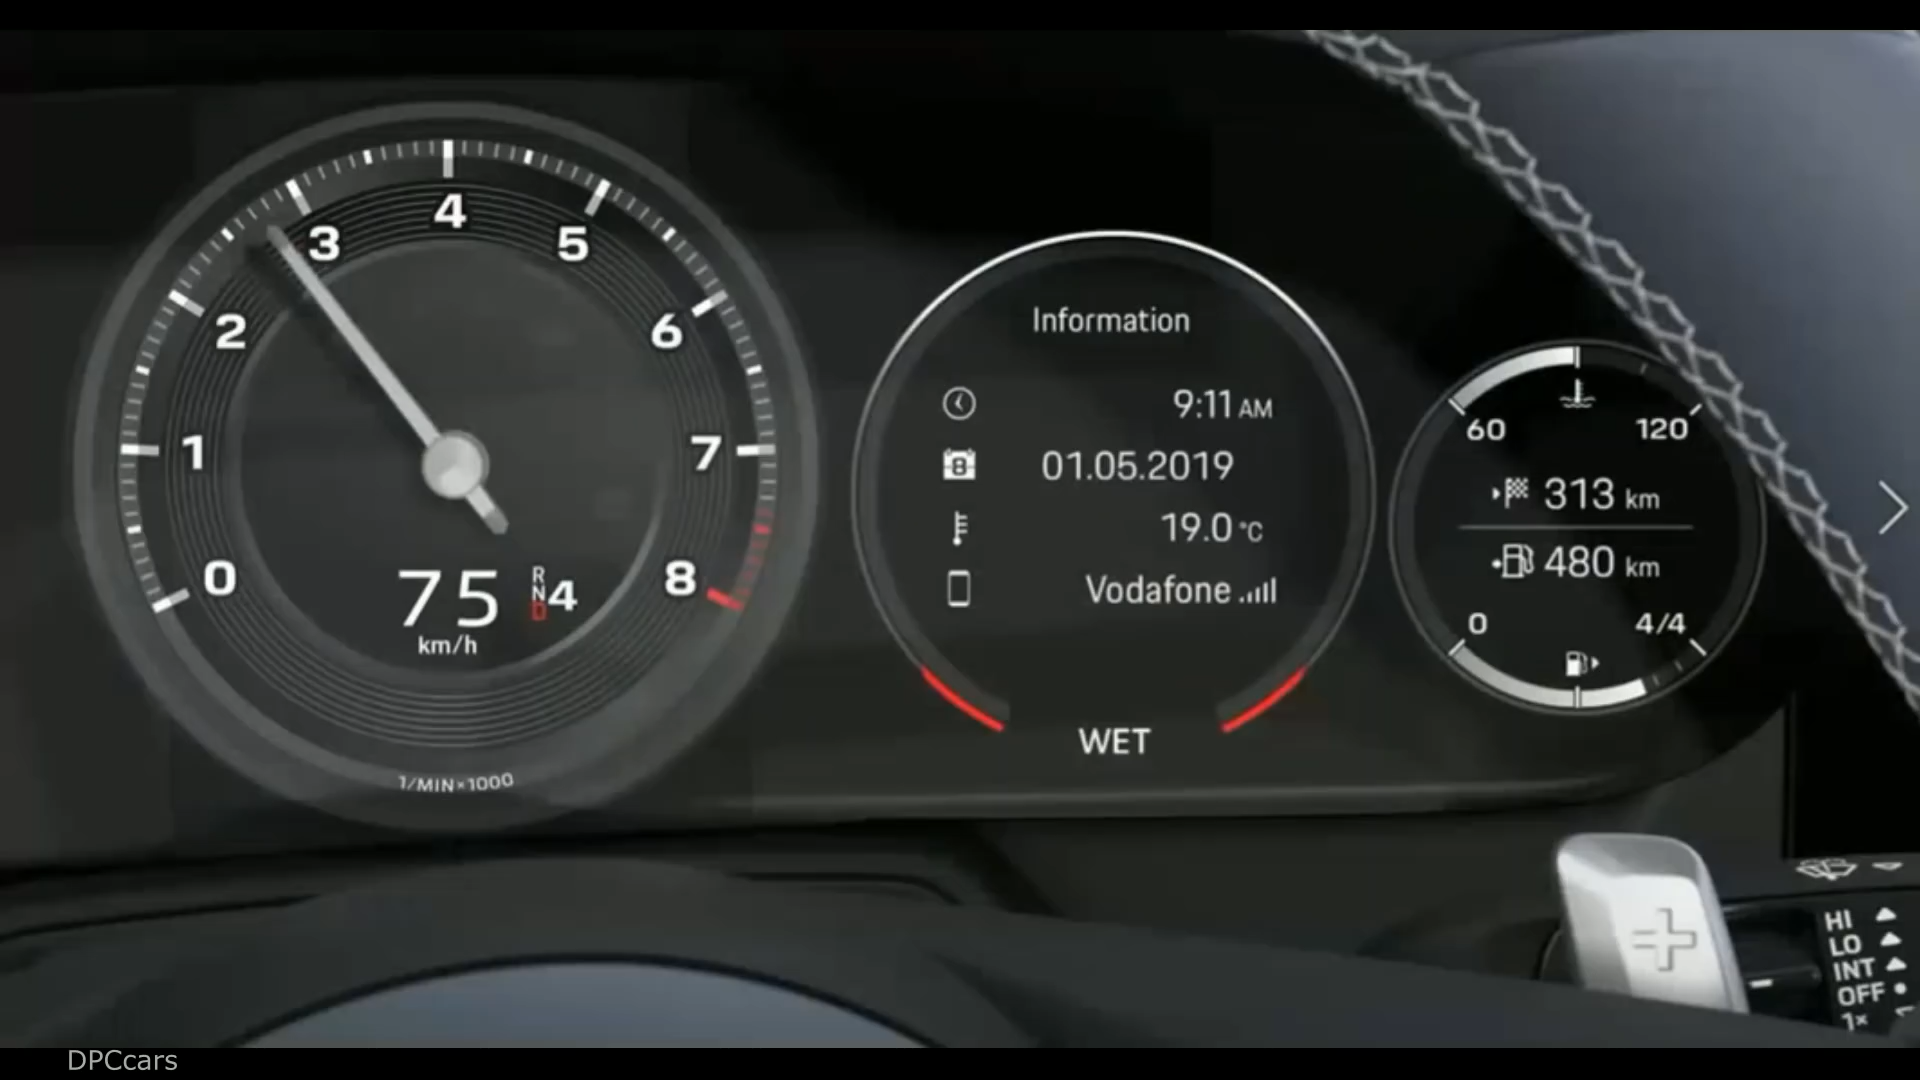 0
1
2
3
4
5
6
7
8
75
km/h
R
N
D
4
1/MIN×1000
Information
9:11 AM
8
01.05.2019
19.0 °C
Vodafone
WET
60
120
313 km
480 km
0
4/4
HI
LO
INT
OFF
1×
DPCcars